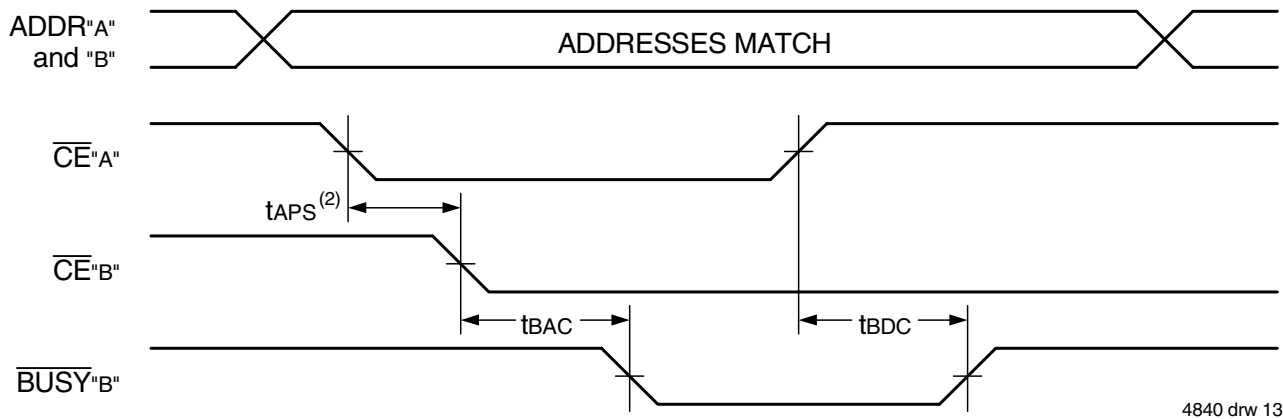 ADDR"A"
and "B"
ADDRESSES MATCH
CE"A"
tAPS(2)
CE"B"
tBAC
tBDC
BUSY"B"
4840 drw 13